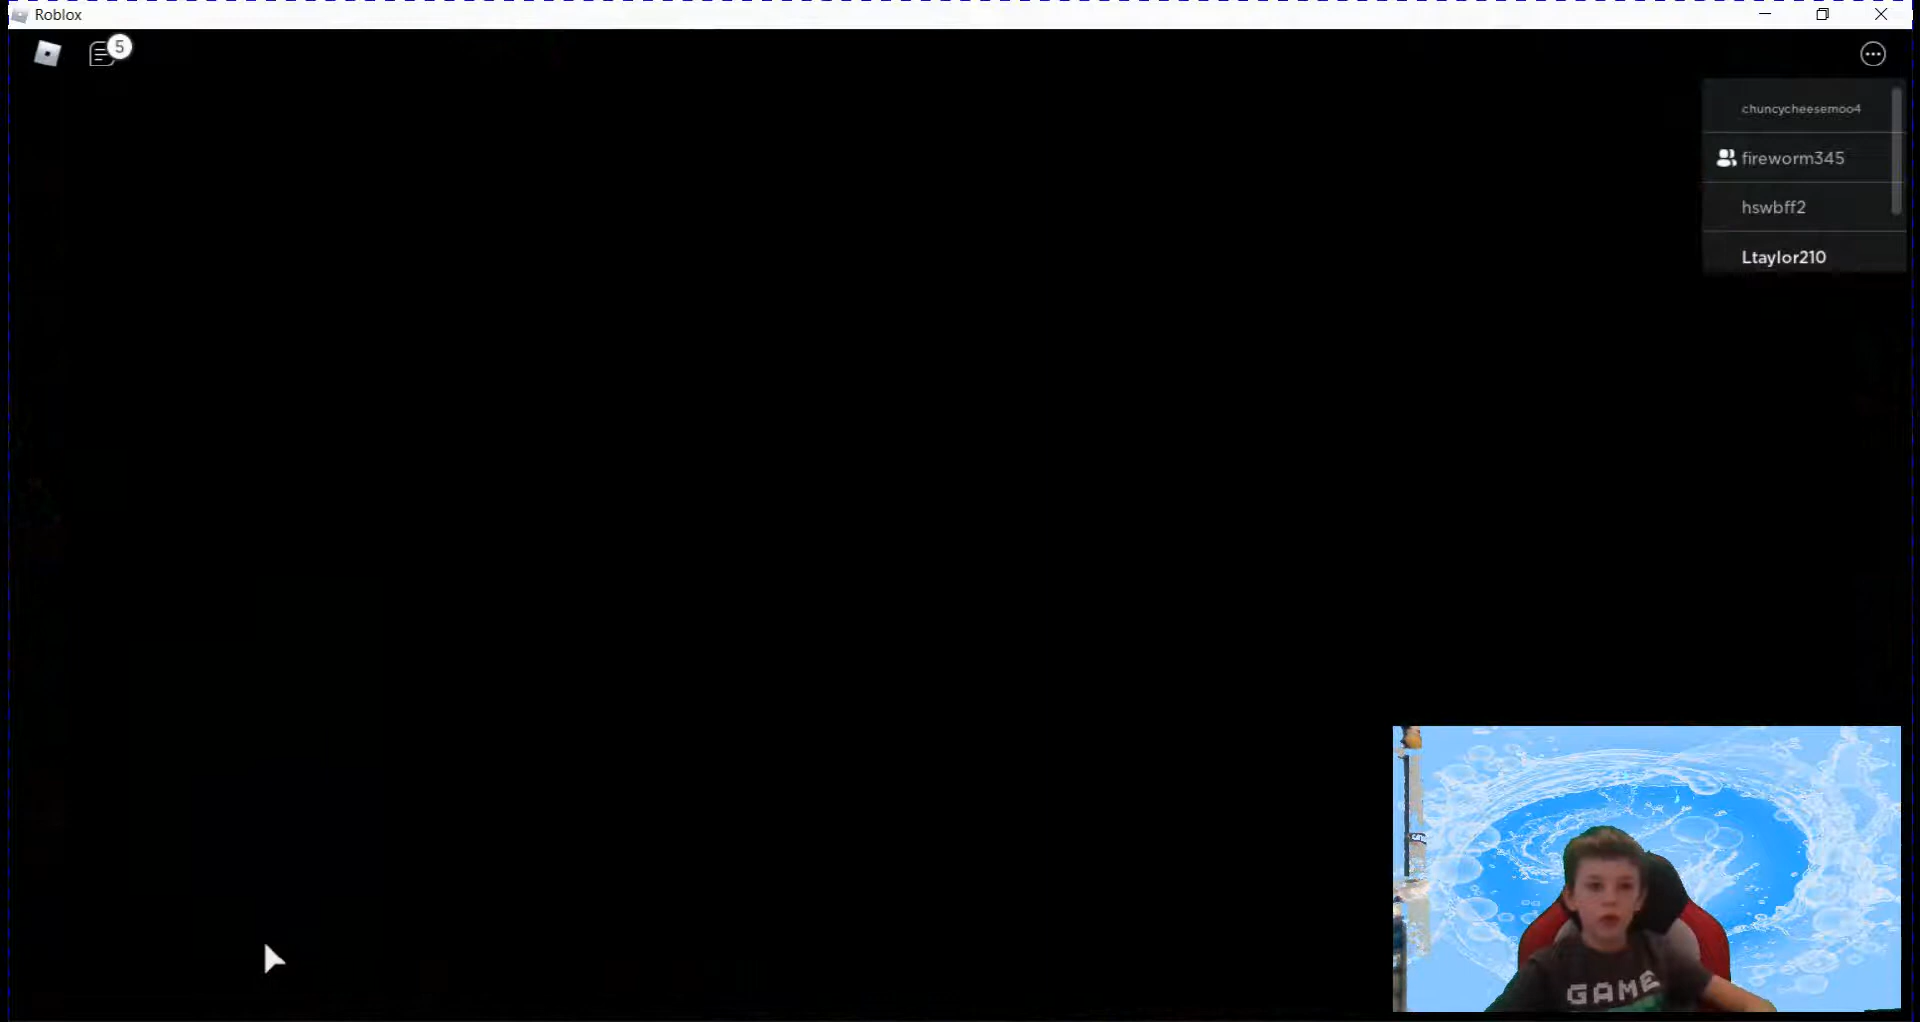 Roblox
5
chuncycheesemoo4
fireworm345
hswbff2
Ltaylor210
GAME